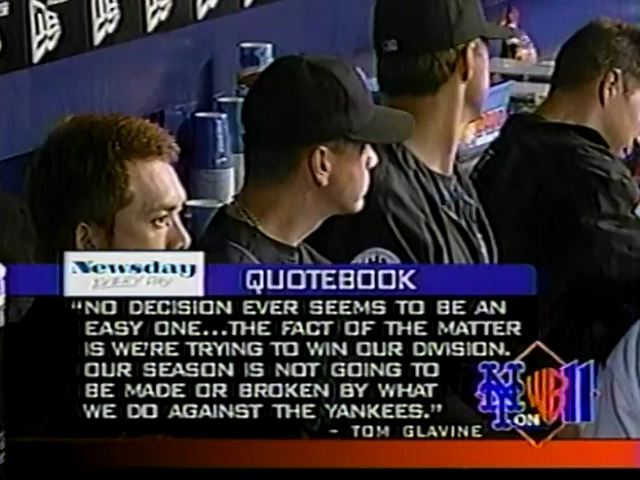 Newsday
EVERY DAY
QUOTEBOOK
"NO DECISION EVER SEEMS TO BE AN
EASY ONE...THE FACT OF THE MATTER
IS WE'RE TRYING TO WIN OUR DIVISION.
OUR SEASON IS NOT GOING TO
BE MADE OR BROKEN BY WHAT
WE DO AGAINST THE YANKEES."
- TOM GLAVINE
NY ON WB11